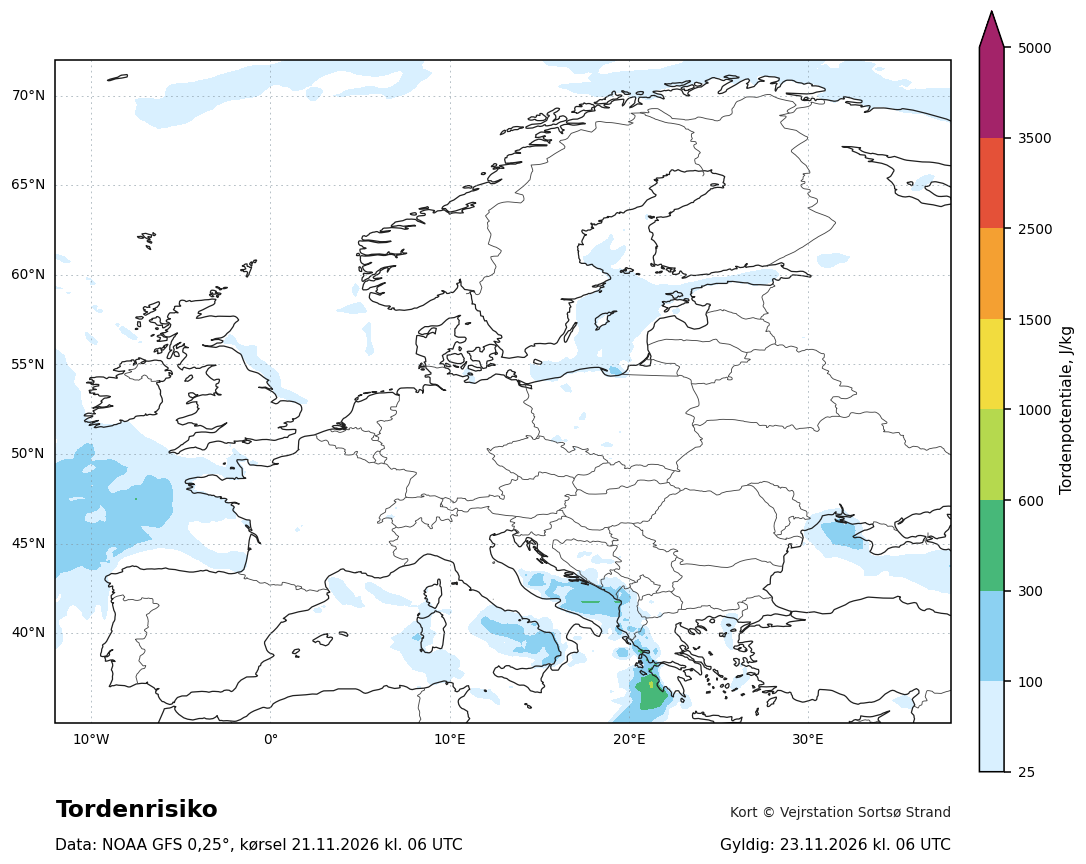 5000
3500
2500
1500
1000
600
300
100
25
Tordenpotentiale, J/kg
70°N
65°N
60°N
55°N
50°N
45°N
40°N
10°W
0°
10°E
20°E
30°E
Tordenrisiko
Kort © Vejrstation Sortsø Strand
Data: NOAA GFS 0,25°, kørsel 21.11.2026 kl. 06 UTC
Gyldig: 23.11.2026 kl. 06 UTC